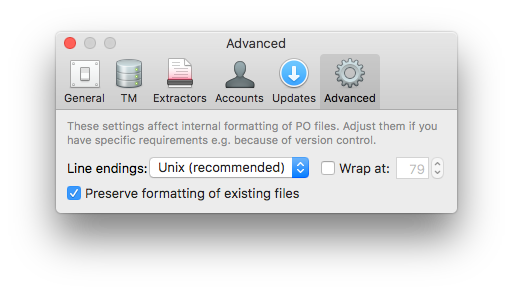 Advanced
General TM Extractors Accounts Updates Advanced
These settings affect internal formatting of PO files. Adjust them if you
have specific requirements e.g. because of version control.
Line endings: Unix (recommended) Wrap at: 79
Preserve formatting of existing files